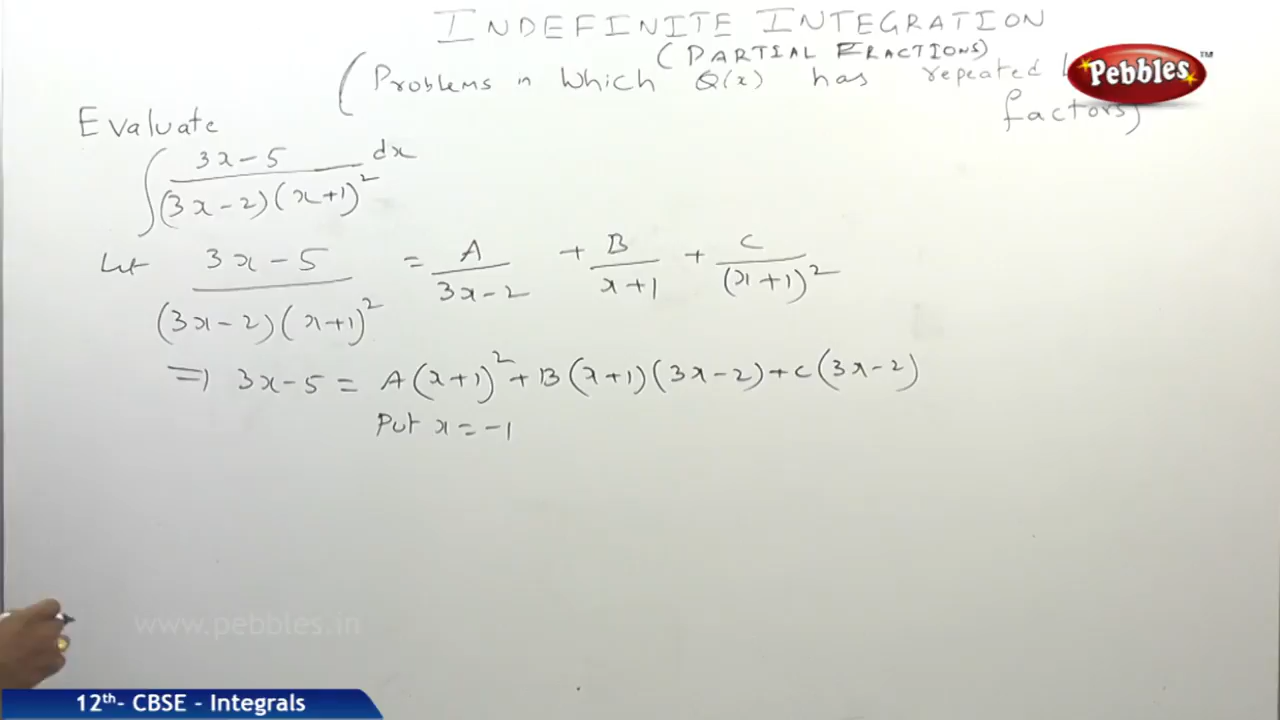 INDEFINITE INTEGRATION
(PARTIAL FRACTIONS)
(Problems in Which Q(x) has repeated
factors)
Pebbles™
Evaluate
∫ (3x-5)/((3x-2)(x+1)²) dx
Let (3x-5)/((3x-2)(x+1)²) = A/(3x-2) + B/(x+1) + C/(x+1)²
⇒ 3x-5 = A(x+1)² + B(x+1)(3x-2) + C(3x-2)
Put x = -1
www.pebbles.in
12th- CBSE - Integrals